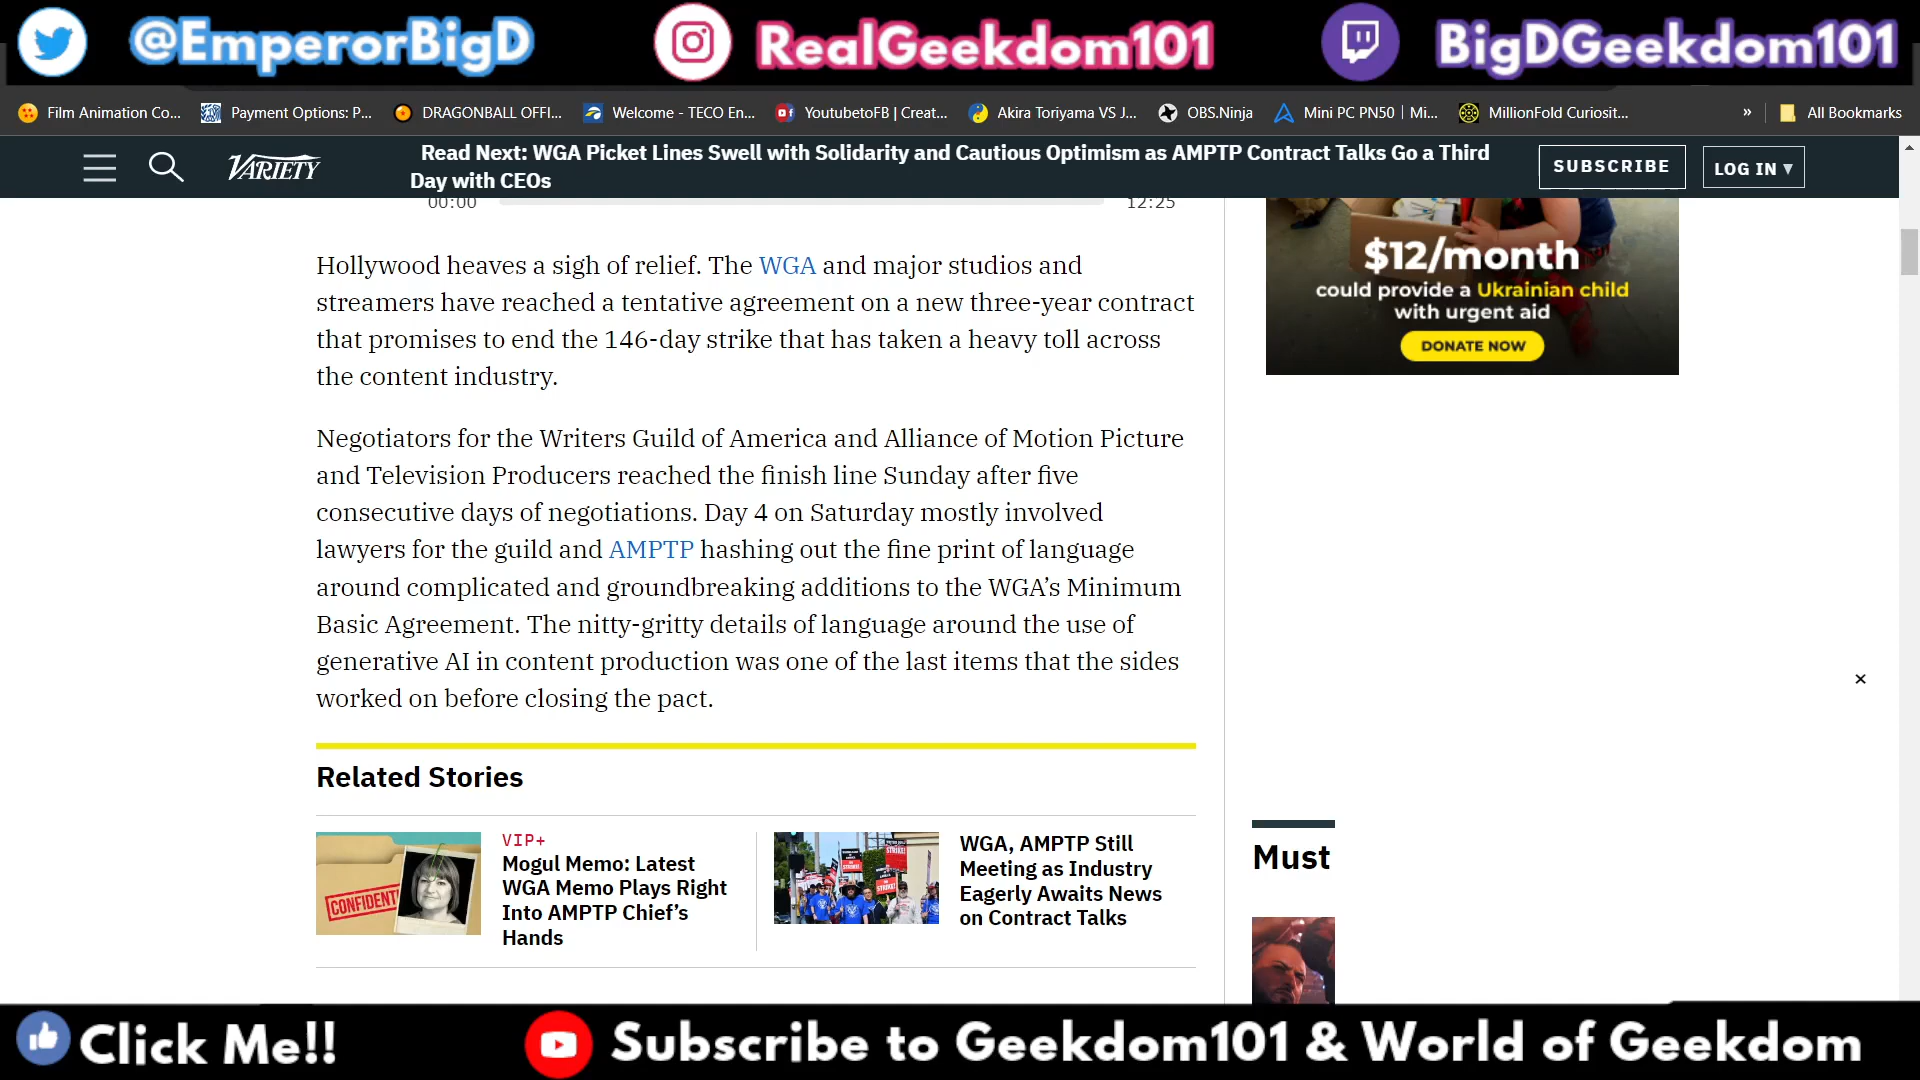 @EmperorBigD
RealGeekdom101
BigDGeekdom101
Film Animation Co...
Payment Options: P...
DRAGONBALL OFFI...
Welcome - TECO En...
YoutubetoFB | Creat...
Akira Toriyama VS J...
OBS.Ninja
Mini PC PN50 | Mi...
MillionFold Curiosit...
»
All Bookmarks
VARIETY
Read Next: WGA Picket Lines Swell with Solidarity and Cautious Optimism as AMPTP Contract Talks Go a Third
Day with CEOs
SUBSCRIBE
LOG IN ▾
00:00
12:25
Hollywood heaves a sigh of relief. The WGA and major studios and
streamers have reached a tentative agreement on a new three-year contract
that promises to end the 146-day strike that has taken a heavy toll across
the content industry.
Negotiators for the Writers Guild of America and Alliance of Motion Picture
and Television Producers reached the finish line Sunday after five
consecutive days of negotiations. Day 4 on Saturday mostly involved
lawyers for the guild and AMPTP hashing out the fine print of language
around complicated and groundbreaking additions to the WGA’s Minimum
Basic Agreement. The nitty-gritty details of language around the use of
generative AI in content production was one of the last items that the sides
worked on before closing the pact.
$12/month
could provide a Ukrainian child
with urgent aid
DONATE NOW
Related Stories
CONFIDENT
VIP+
Mogul Memo: Latest
WGA Memo Plays Right
Into AMPTP Chief’s
Hands
STRIKE!
WGA, AMPTP Still
Meeting as Industry
Eagerly Awaits News
on Contract Talks
Must
Click Me!!
Subscribe to Geekdom101 & World of Geekdom